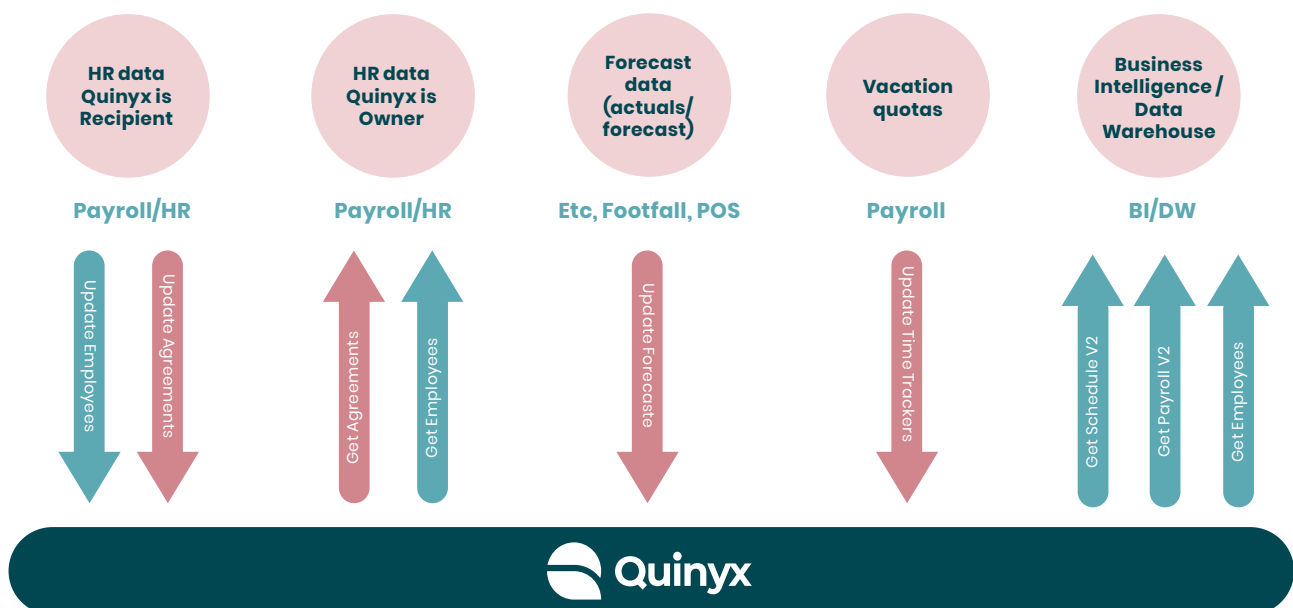 HR data
Quinyx is
Recipient
HR data
Quinyx is
Owner
Forecast
data
(actuals/
forecast)
Vacation
quotas
Business
Intelligence /
Data
Warehouse
Payroll/HR
Payroll/HR
Etc, Footfall, POS
Payroll
BI/DW
Update Employees
Update Agreements
Get Agreements
Get Employees
Update Forecaste
Update Time Trackers
Get Schedule V2
Get Payroll V2
Get Employees
Quinyx